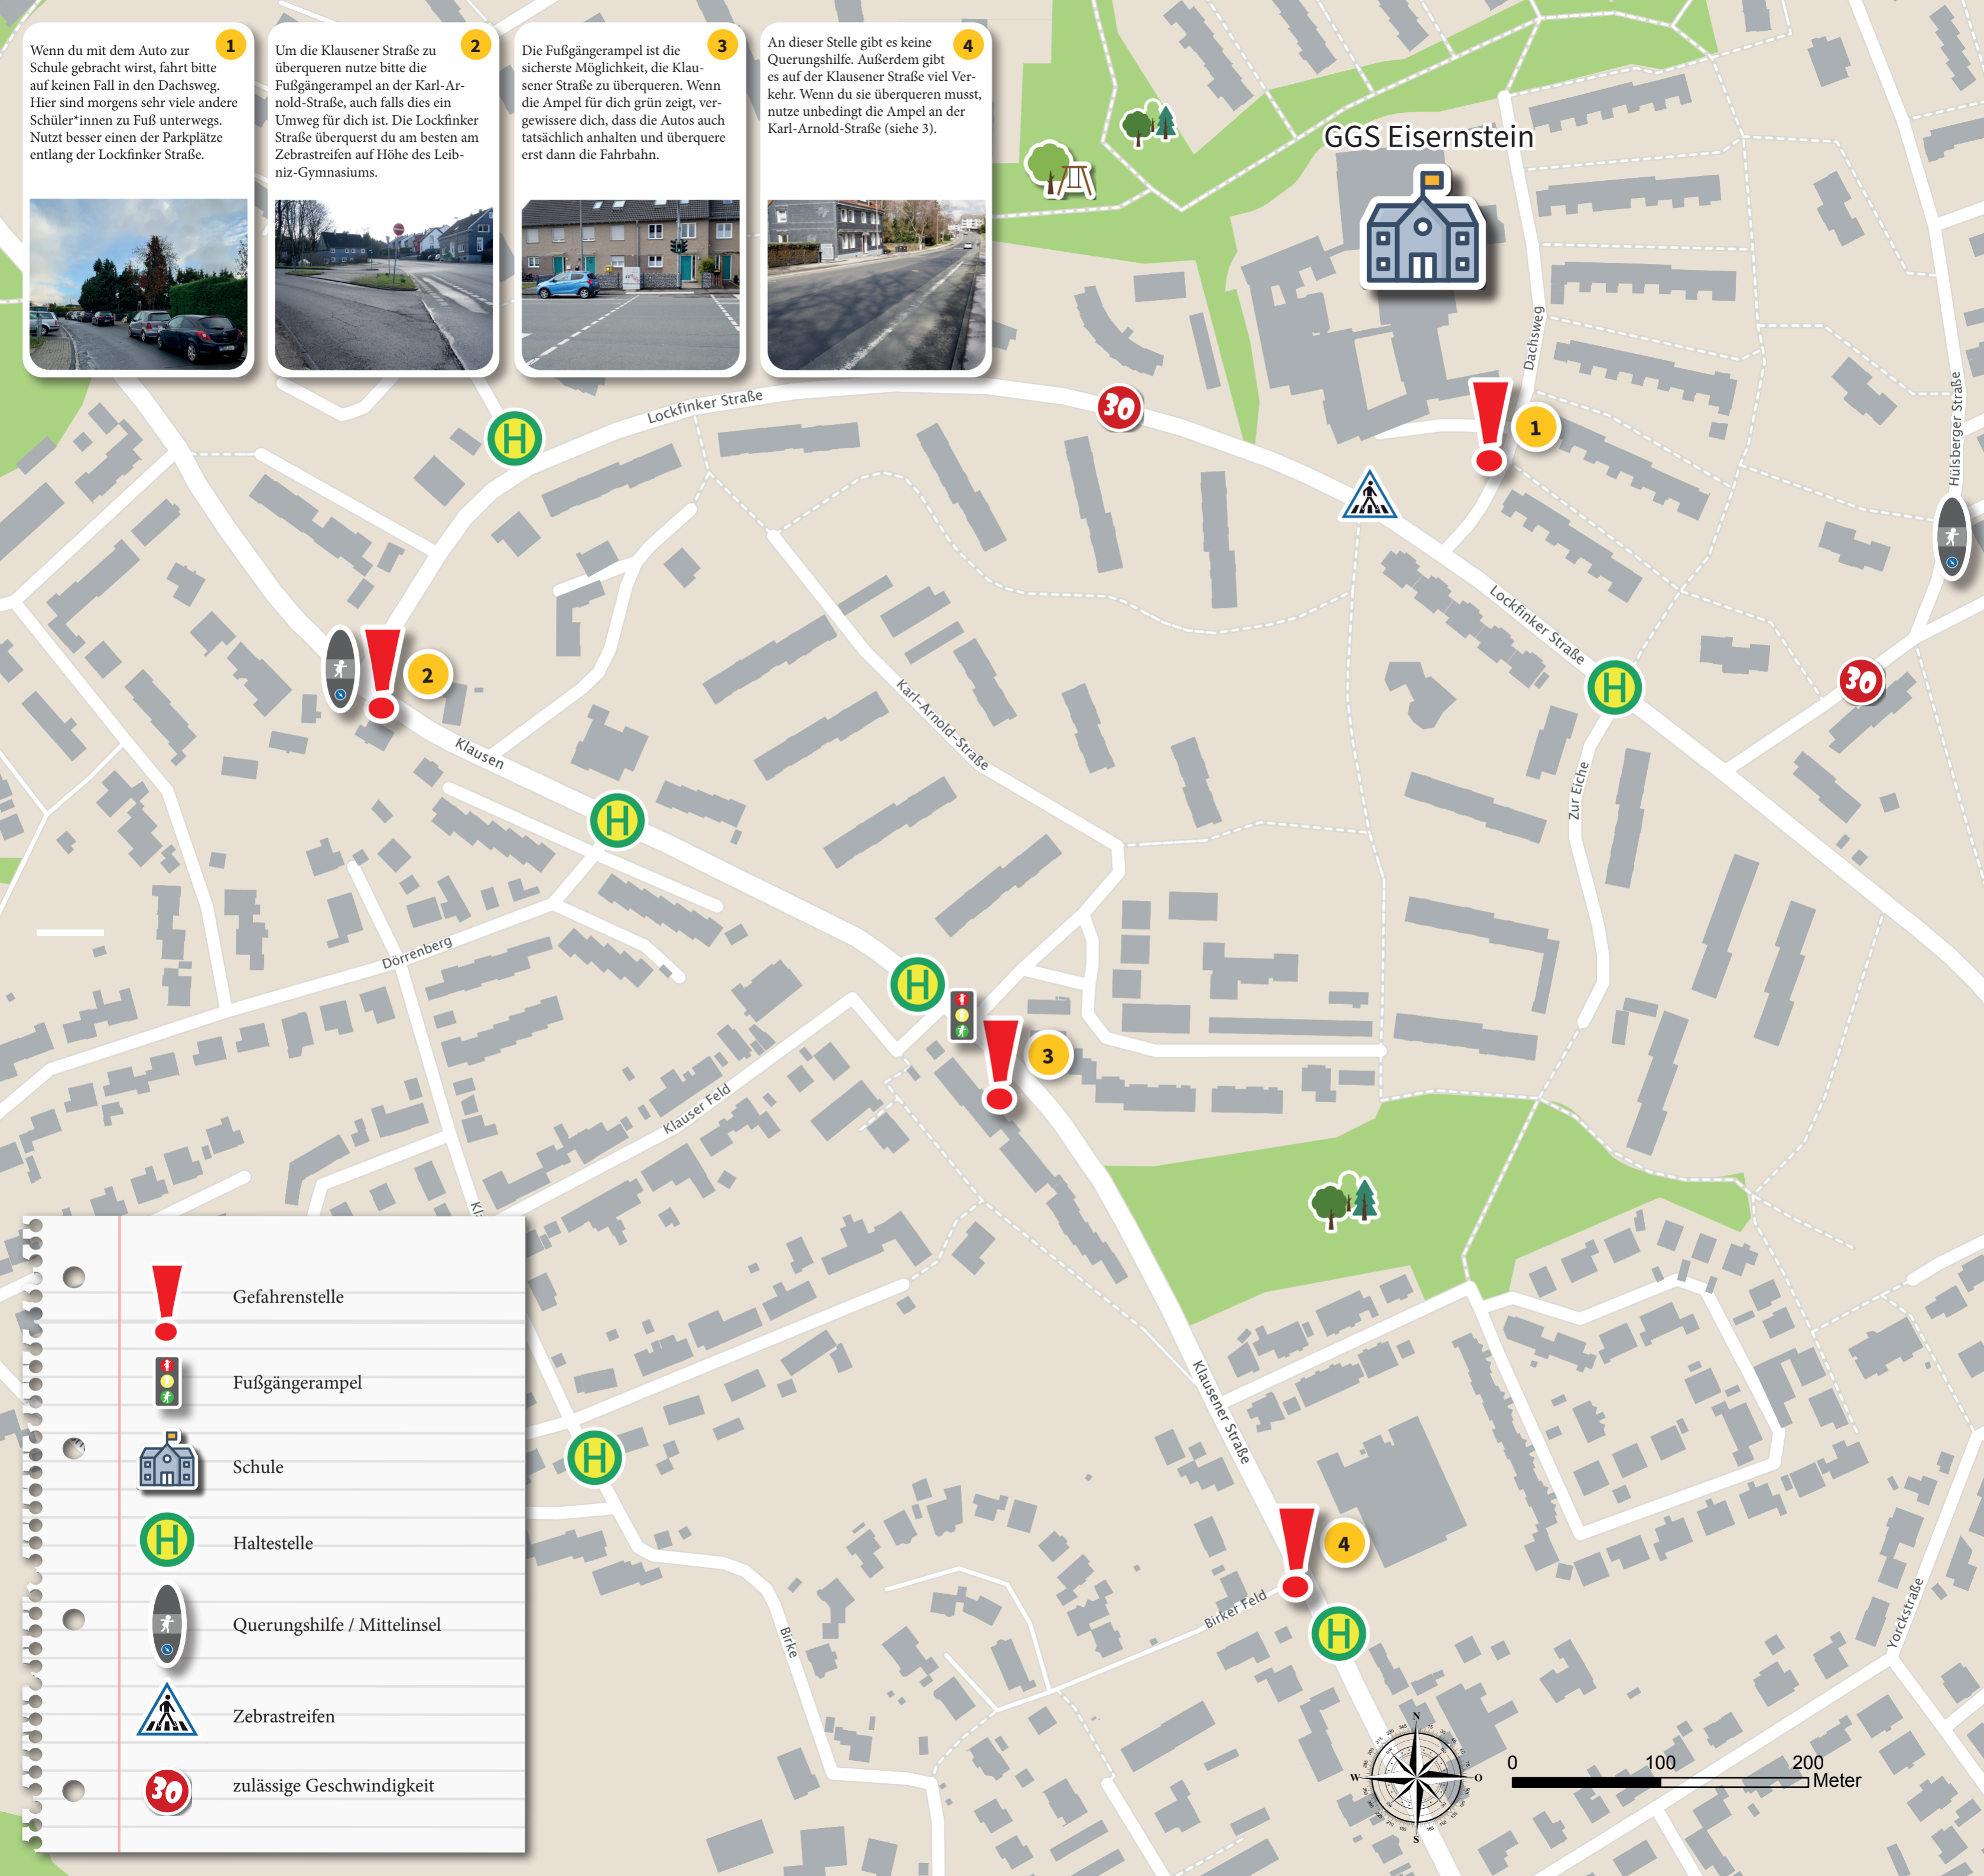 1
Wenn du mit dem Auto zur
Schule gebracht wirst, fahrt bitte
auf keinen Fall in den Dachsweg.
Hier sind morgens sehr viele andere
Schüler*innen zu Fuß unterwegs.
Nutzt besser einen der Parkplätze
entlang der Lockfinker Straße.
2
Um die Klausener Straße zu
überqueren nutze bitte die
Fußgängerampel an der Karl-Ar-
nold-Straße, auch falls dies ein
Umweg für dich ist. Die Lockfinker
Straße überquerst du am besten am
Zebrastreifen auf Höhe des Leib-
niz-Gymnasiums.
3
Die Fußgängerampel ist die
sicherste Möglichkeit, die Klau-
sener Straße zu überqueren. Wenn
die Ampel für dich grün zeigt, ver-
gewissere dich, dass die Autos auch
tatsächlich anhalten und überquere
erst dann die Fahrbahn.
4
An dieser Stelle gibt es keine
Querungshilfe. Außerdem gibt
es auf der Klausener Straße viel Ver-
kehr. Wenn du sie überqueren musst,
nutze unbedingt die Ampel an der
Karl-Arnold-Straße (siehe 3).
GGS Eisernstein
Dachsweg
Hülsberger Straße
Lockfinker Straße
30
H
1
Lockfinker Straße
2
Karl-Arnold-Straße
H
30
Klausen
Zur Eiche
H
Dörrenberg
H
3
Klauser Feld
Kla
Klausener Straße
H
4
Birker Feld
H
Birke
Yorckstraße
Gefahrenstelle
Fußgängerampel
Schule
H
Haltestelle
Querungshilfe / Mittelinsel
Zebrastreifen
30
zulässige Geschwindigkeit
N
W
O
S
0 100 200
Meter